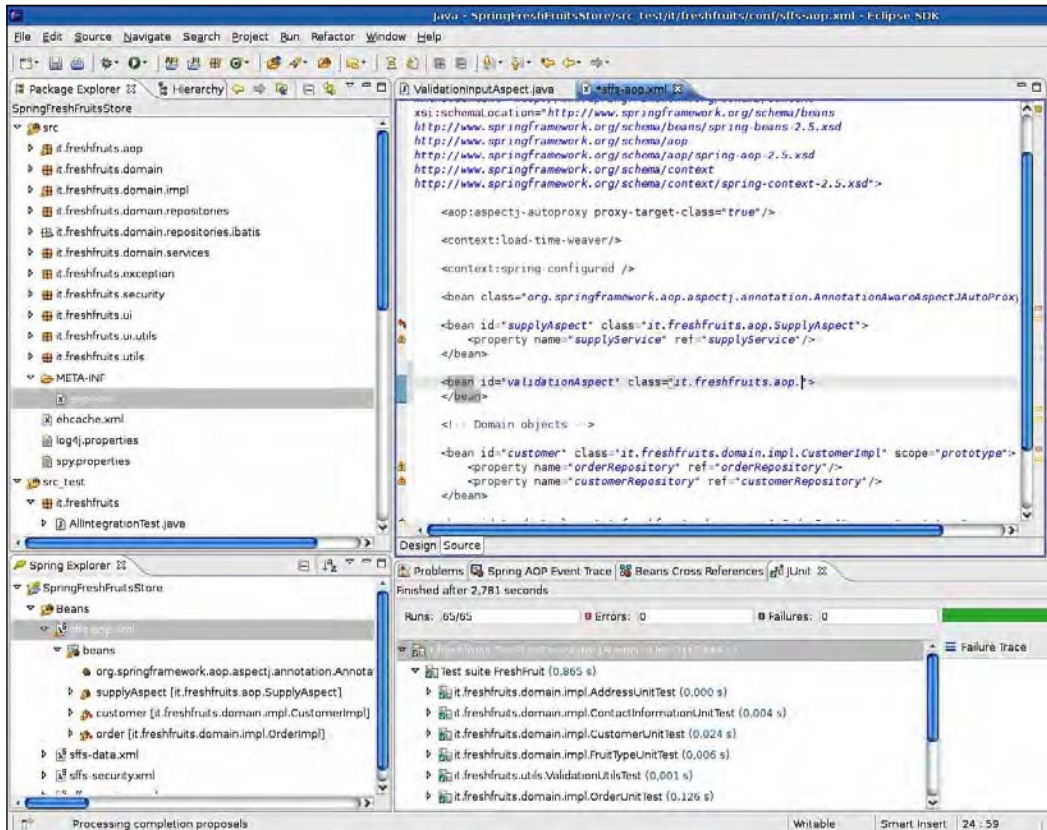 Java - SpringFreshFruitsStore/src_test/it/freshfruits/conf/sffs-aop.xml - Eclipse SDK
File Edit Source Navigate Search Project Run Refactor Window Help
Package Explorer Hierarchy
SpringFreshFruitsStore
src
it.freshfruits.aop
it.freshfruits.domain
it.freshfruits.domain.impl
it.freshfruits.domain.repositories
it.freshfruits.domain.repositories.ibatis
it.freshfruits.domain.services
it.freshfruits.exception
it.freshfruits.security
it.freshfruits.ui
it.freshfruits.ui.utils
it.freshfruits.utils
META-INF
ehcache.xml
log4j.properties
spy.properties
src_test
it.freshfruits
AllIntegrationTest.java
ValidationInputAspect.java *sffs-aop.xml
xsi:schemaLocation="http://www.springframework.org/schema/beans
http://www.springframework.org/schema/beans/spring-beans-2.5.xsd
http://www.springframework.org/schema/aop
http://www.springframework.org/schema/aop/spring-aop-2.5.xsd
http://www.springframework.org/schema/context
http://www.springframework.org/schema/context/spring-context-2.5.xsd">
<aop:aspectj-autoproxy proxy-target-class="true"/>
<context:load-time-weaver/>
<context:spring-configured />
<bean class="org.springframework.aop.aspectj.annotation.AnnotationAwareAspectJAutoProxy
<bean id="supplyAspect" class="it.freshfruits.aop.SupplyAspect">
<property name="supplyService" ref="supplyService"/>
</bean>
<bean id="validationAspect" class="it.freshfruits.aop.">
</bean>
<!-- Domain objects -->
<bean id="customer" class="it.freshfruits.domain.impl.CustomerImpl" scope="prototype">
<property name="orderRepository" ref="orderRepository"/>
<property name="customerRepository" ref="customerRepository"/>
</bean>
Design Source
Spring Explorer
SpringFreshFruitsStore
Beans
sffs-aop.xml
beans
org.springframework.aop.aspectj.annotation.Annota
supplyAspect [it.freshfruits.aop.SupplyAspect]
customer [it.freshfruits.domain.impl.CustomerImpl]
order [it.freshfruits.domain.impl.OrderImpl]
sffs-data.xml
sffs-security.xml
Problems Spring AOP Event Trace Beans Cross References JUnit
Finished after 2,781 seconds
Runs: 65/65 Errors: 0 Failures: 0
Failure Trace
Test suite FreshFruit (0,865 s)
it.freshfruits.domain.impl.AddressUnitTest (0,000 s)
it.freshfruits.domain.impl.ContactInformationUnitTest (0,004 s)
it.freshfruits.domain.impl.CustomerUnitTest (0,024 s)
it.freshfruits.domain.impl.FruitTypeUnitTest (0,006 s)
it.freshfruits.utils.ValidationUtilsTest (0,001 s)
it.freshfruits.domain.impl.OrderUnitTest (0,126 s)
Processing completion proposals Writable Smart Insert 24 : 59